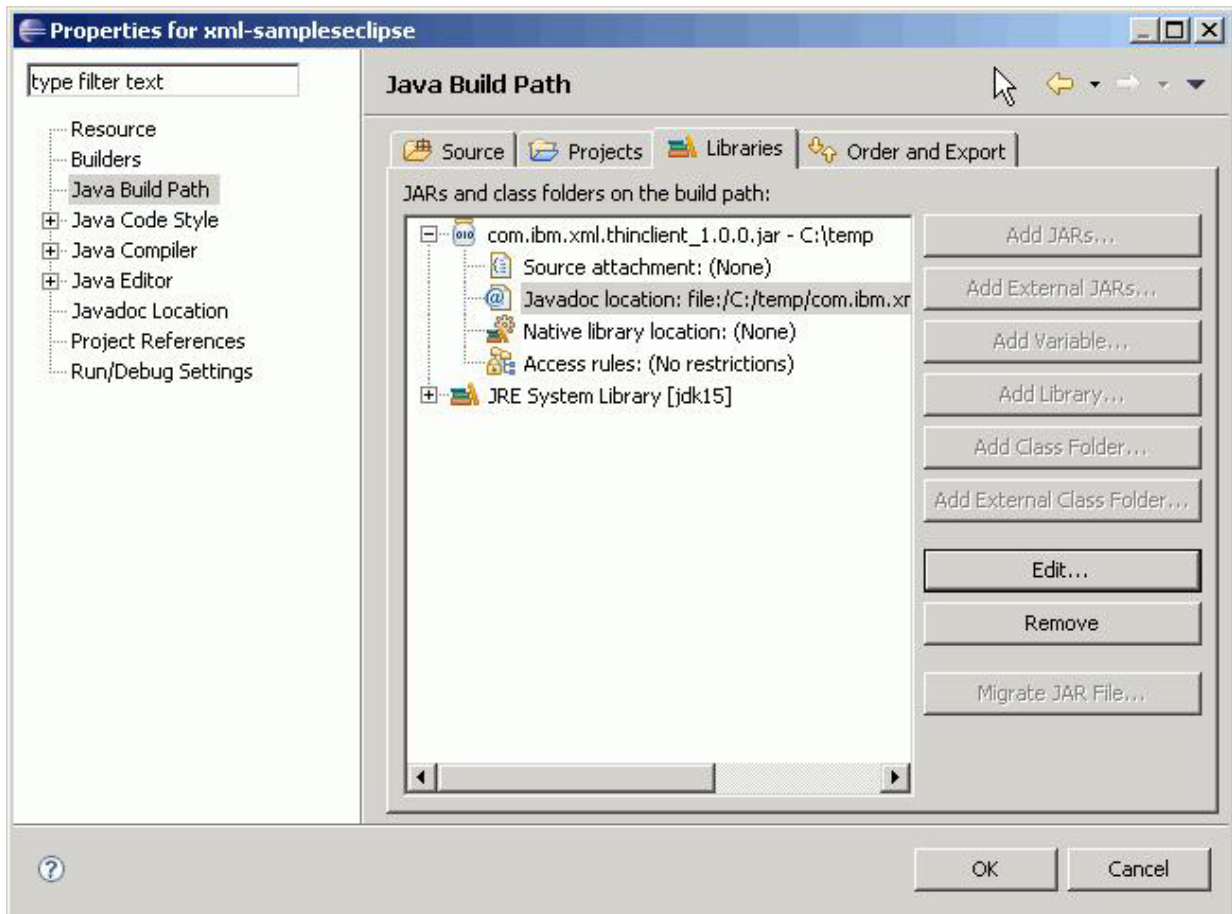 Properties for xml-sampleseclipse
type filter text
Resource
Builders
Java Build Path
Java Code Style
Java Compiler
Java Editor
Javadoc Location
Project References
Run/Debug Settings
Java Build Path
Source
Projects
Libraries
Order and Export
JARs and class folders on the build path:
com.ibm.xml.thinclient_1.0.0.jar - C:\temp
Source attachment: (None)
Javadoc location: file:/C:/temp/com.ibm.xr
Native library location: (None)
Access rules: (No restrictions)
JRE System Library [jdk15]
Add JARs...
Add External JARs...
Add Variable...
Add Library...
Add Class Folder...
Add External Class Folder...
Edit...
Remove
Migrate JAR File...
OK
Cancel